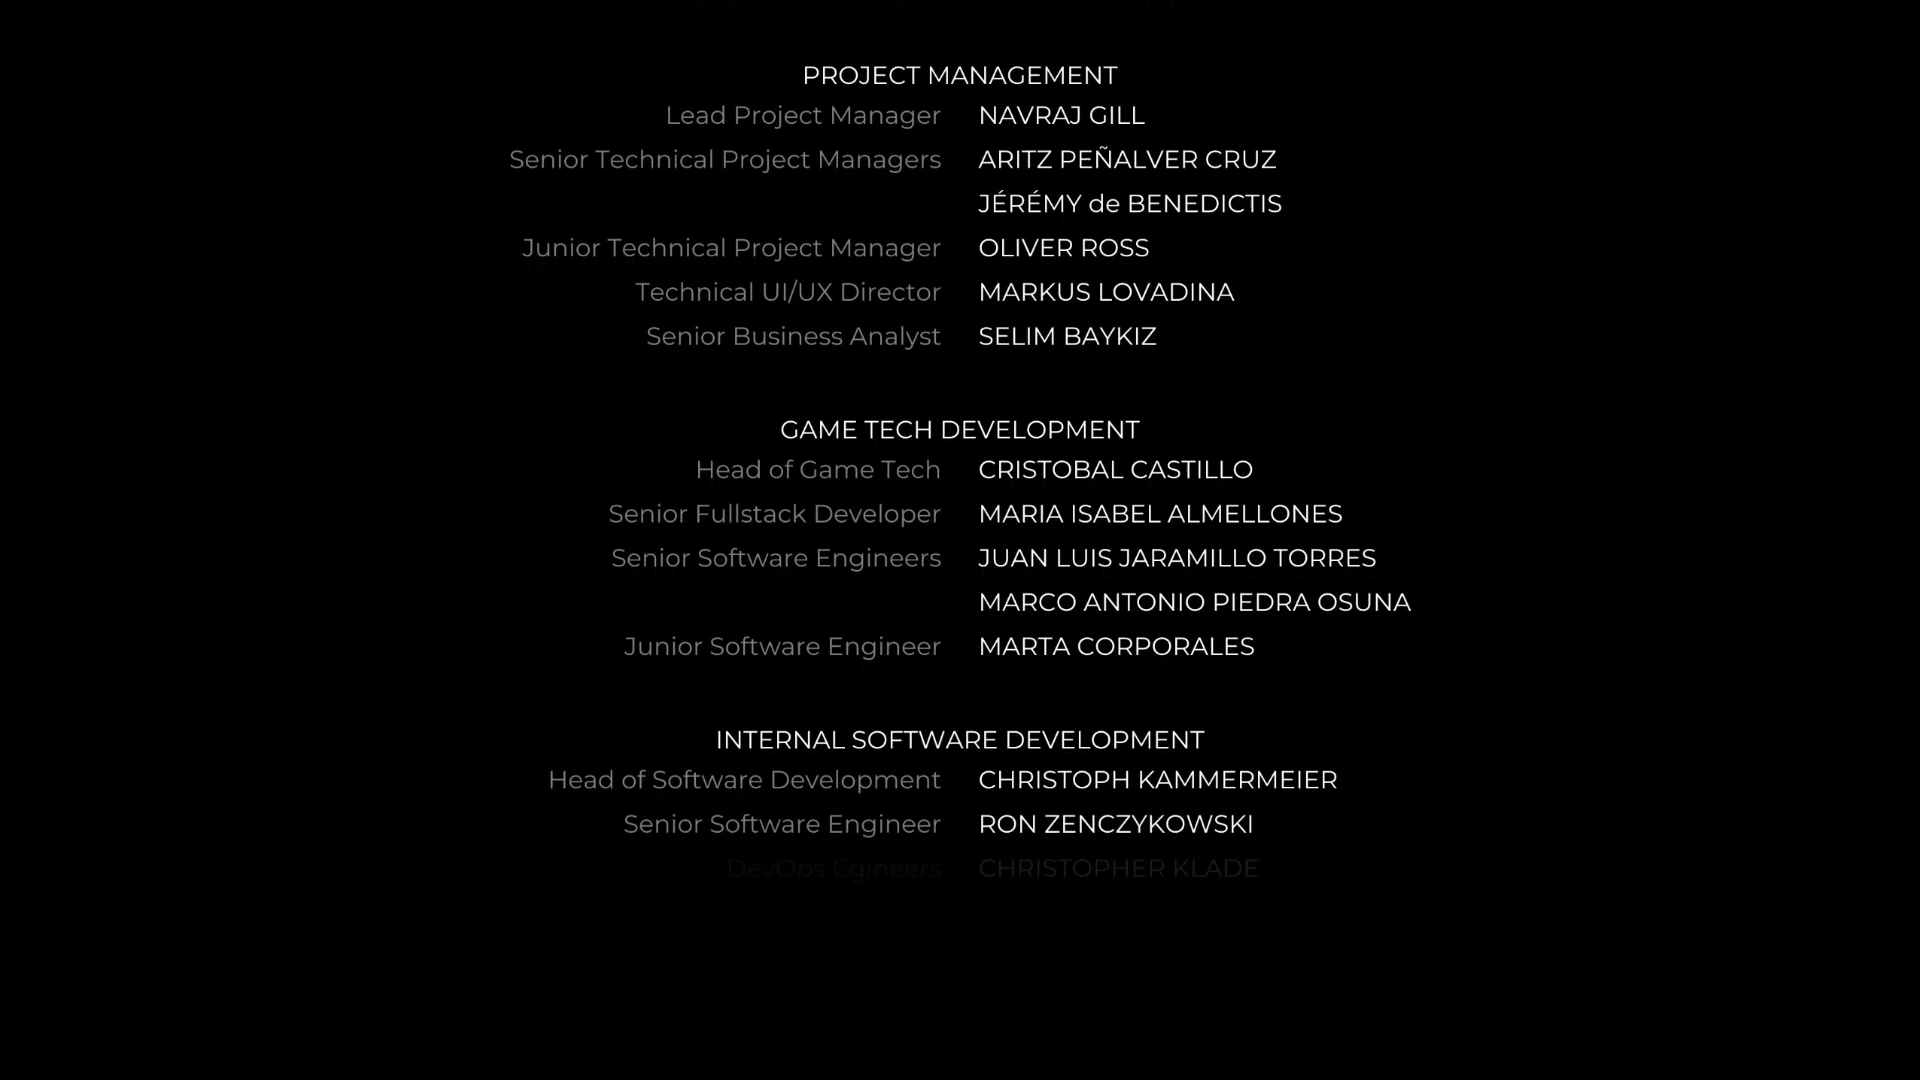 PROJECT MANAGEMENT
Lead Project Manager NAVRAJ GILL
Senior Technical Project Managers ARITZ PEÑALVER CRUZ
JÉRÉMY de BENEDICTIS
Junior Technical Project Manager OLIVER ROSS
Technical UI/UX Director MARKUS LOVADINA
Senior Business Analyst SELIM BAYKIZ
GAME TECH DEVELOPMENT
Head of Game Tech CRISTOBAL CASTILLO
Senior Fullstack Developer MARIA ISABEL ALMELLONES
Senior Software Engineers JUAN LUIS JARAMILLO TORRES
MARCO ANTONIO PIEDRA OSUNA
Junior Software Engineer MARTA CORPORALES
INTERNAL SOFTWARE DEVELOPMENT
Head of Software Development CHRISTOPH KAMMERMEIER
Senior Software Engineer RON ZENCZYKOWSKI
DevOps Egineers CHRISTOPHER KLADE